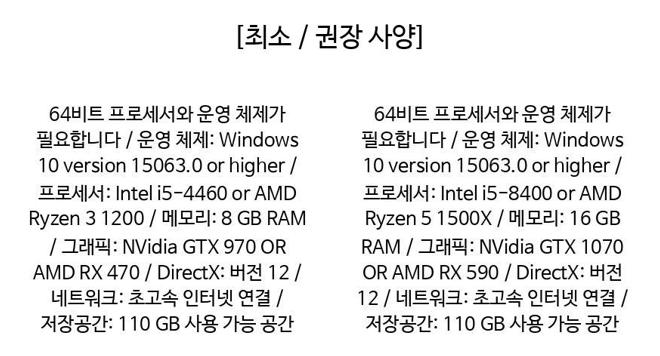 [최소 / 권장 사양]
64비트 프로세서와 운영 체제가
필요합니다 / 운영 체제: Windows
10 version 15063.0 or higher /
프로세서: Intel i5-4460 or AMD
Ryzen 3 1200 / 메모리: 8 GB RAM
/ 그래픽: NVidia GTX 970 OR
AMD RX 470 / DirectX: 버전 12 /
네트워크: 초고속 인터넷 연결 /
저장공간: 110 GB 사용 가능 공간
64비트 프로세서와 운영 체제가
필요합니다 / 운영 체제: Windows
10 version 15063.0 or higher /
프로세서: Intel i5-8400 or AMD
Ryzen 5 1500X / 메모리: 16 GB
RAM / 그래픽: NVidia GTX 1070
OR AMD RX 590 / DirectX: 버전
12 / 네트워크: 초고속 인터넷 연결 /
저장공간: 110 GB 사용 가능 공간